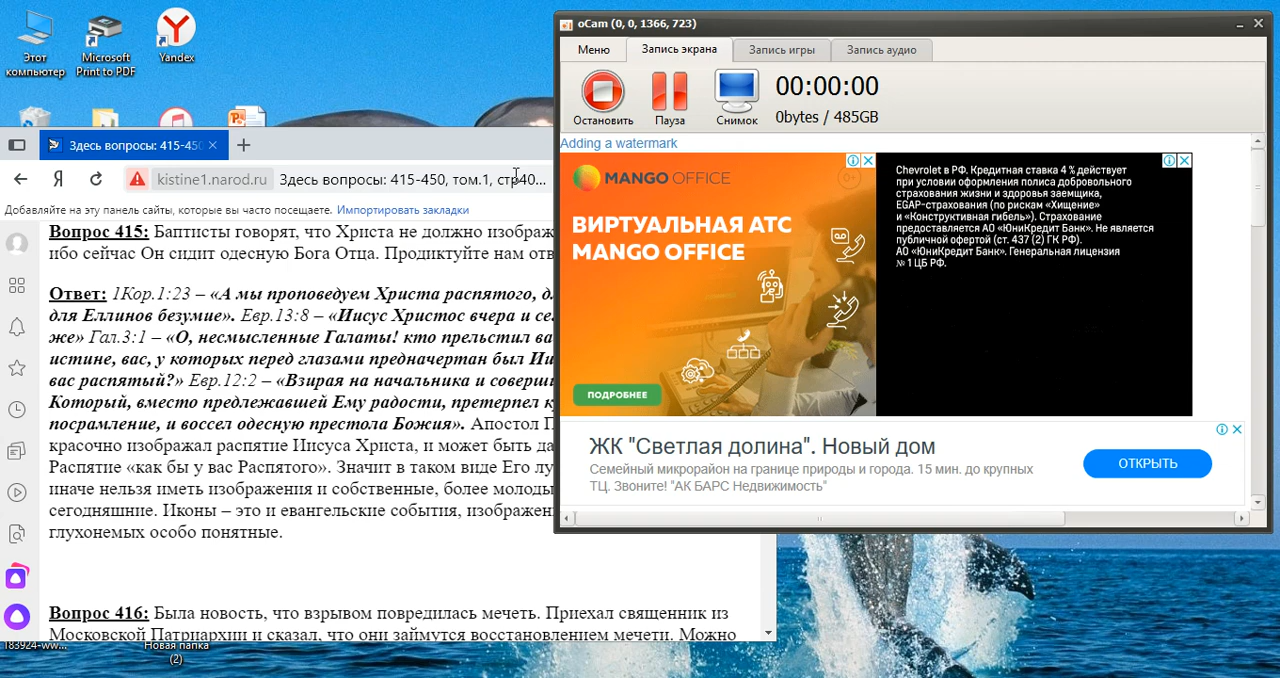 Этот
компьютер
Microsoft
Print to PDF
Yandex
Здесь вопросы: 415-450
kistine1.narod.ru Здесь вопросы: 415-450, том.1, стр40...
Добавляйте на эту панель сайты, которые вы часто посещаете. Импортировать закладки
Вопрос 415: Баптисты говорят, что Христа не должно изображ
ибо сейчас Он сидит одесную Бога Отца. Продиктуйте нам отв
Ответ: 1Кор.1:23 – «А мы проповедуем Христа распятого, дл
для Еллинов безумие». Евр.13:8 – «Иисус Христос вчера и сег
же» Гал.3:1 – «О, несмысленные Галаты! кто прельстил ва
истине, вас, у которых перед глазами предначертан был Ии
вас распятый?» Евр.12:2 – «Взирая на начальника и соверши
Который, вместо предлежавшей Ему радости, претерпел к
посрамление, и воссел одесную престола Божия». Апостол П
красочно изображал распятие Иисуса Христа, и может быть да
Распятие «как бы у вас Распятого». Значит в таком виде Его лу
иначе нельзя иметь изображения и собственные, более молоды
сегодняшние. Иконы – это и евангельские события, изображен
глухонемых особо понятные.
Вопрос 416: Была новость, что взрывом повредилась мечеть. Приехал священник из
Московской Патриархии и сказал, что они займутся восстановлением мечети. Можно
183924-ww...
Новая папка
(2)
oCam (0, 0, 1366, 723)
Меню Запись экрана Запись игры Запись аудио
Остановить Пауза Снимок
00:00:00
0bytes / 485GB
Adding a watermark
MANGO OFFICE
0+
ВИРТУАЛЬНАЯ АТС
MANGO OFFICE
ПОДРОБНЕЕ
Chevrolet в РФ. Кредитная ставка 4 % действует
при условии оформления полиса добровольного
страхования жизни и здоровья заемщика,
EGAP-страхования (по рискам «Хищение»
и «Конструктивная гибель»). Страхование
предоставляется АО «ЮниКредит Банк». Не является
публичной офертой (ст. 437 (2) ГК РФ).
АО «ЮниКредит Банк». Генеральная лицензия
№ 1 ЦБ РФ.
ЖК "Светлая долина". Новый дом
Семейный микрорайон на границе природы и города. 15 мин. до крупных
ТЦ. Звоните! "АК БАРС Недвижимость"
ОТКРЫТЬ